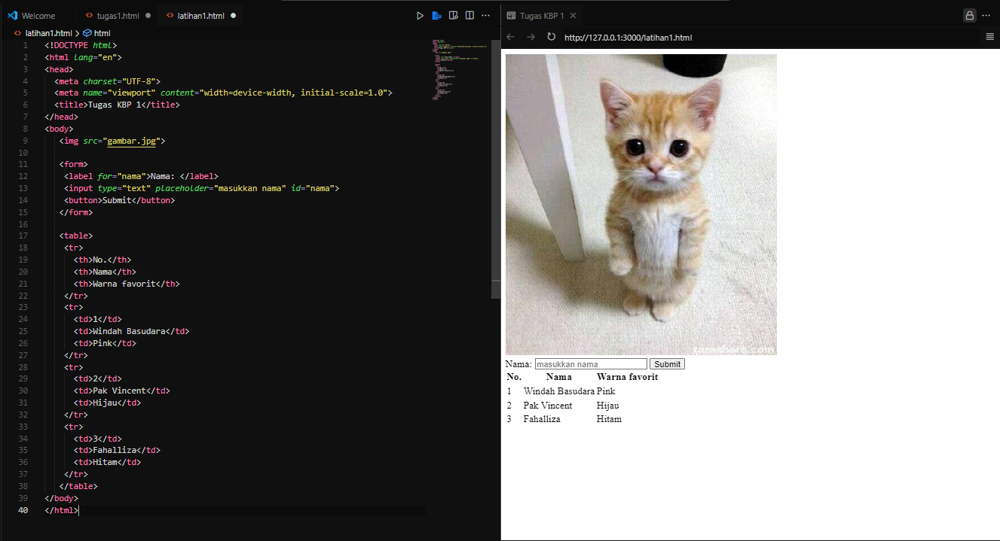 Welcome tugas1.html latihan1.html
latihan1.html > html
1 <!DOCTYPE html>
2 <html lang="en">
3 <head>
4 <meta charset="UTF-8">
5 <meta name="viewport" content="width=device-width, initial-scale=1.0">
6 <title>Tugas KBP 1</title>
7 </head>
8 <body>
9 <img src="gambar.jpg">
10
11 <form>
12 <label for="nama">Nama: </label>
13 <input type="text" placeholder="masukkan nama" id="nama">
14 <button>Submit</button>
15 </form>
16
17 <table>
18 <tr>
19 <th>No.</th>
20 <th>Nama</th>
21 <th>Warna favorit</th>
22 </tr>
23 <tr>
24 <td>1</td>
25 <td>Windah Basudara</td>
26 <td>Pink</td>
27 </tr>
28 <tr>
29 <td>2</td>
30 <td>Pak Vincent</td>
31 <td>Hijau</td>
32 </tr>
33 <tr>
34 <td>3</td>
35 <td>Fahalliza</td>
36 <td>Hitam</td>
37 </tr>
38 </table>
39 </body>
40 </html>
Tugas KBP 1
http://127.0.0.1:3000/latihan1.html
Nama: masukkan nama Submit
No. Nama Warna favorit
1 Windah Basudara Pink
2 Pak Vincent Hijau
3 Fahalliza Hitam